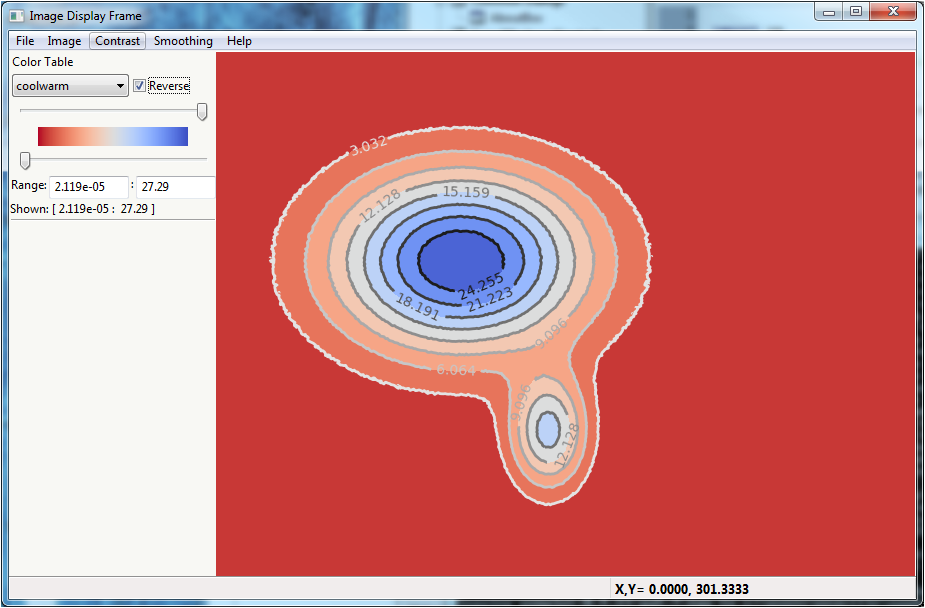 Image Display Frame
File Image Contrast Smoothing Help
Color Table
coolwarm Reverse
Range: 2.119e-05 : 27.29
Shown: [ 2.119e-05 : 27.29 ]
3.032
12.128 15.159
24.255
18.191 21.223
9.096
6.064
9.096
12.128
X,Y= 0.0000, 301.3333